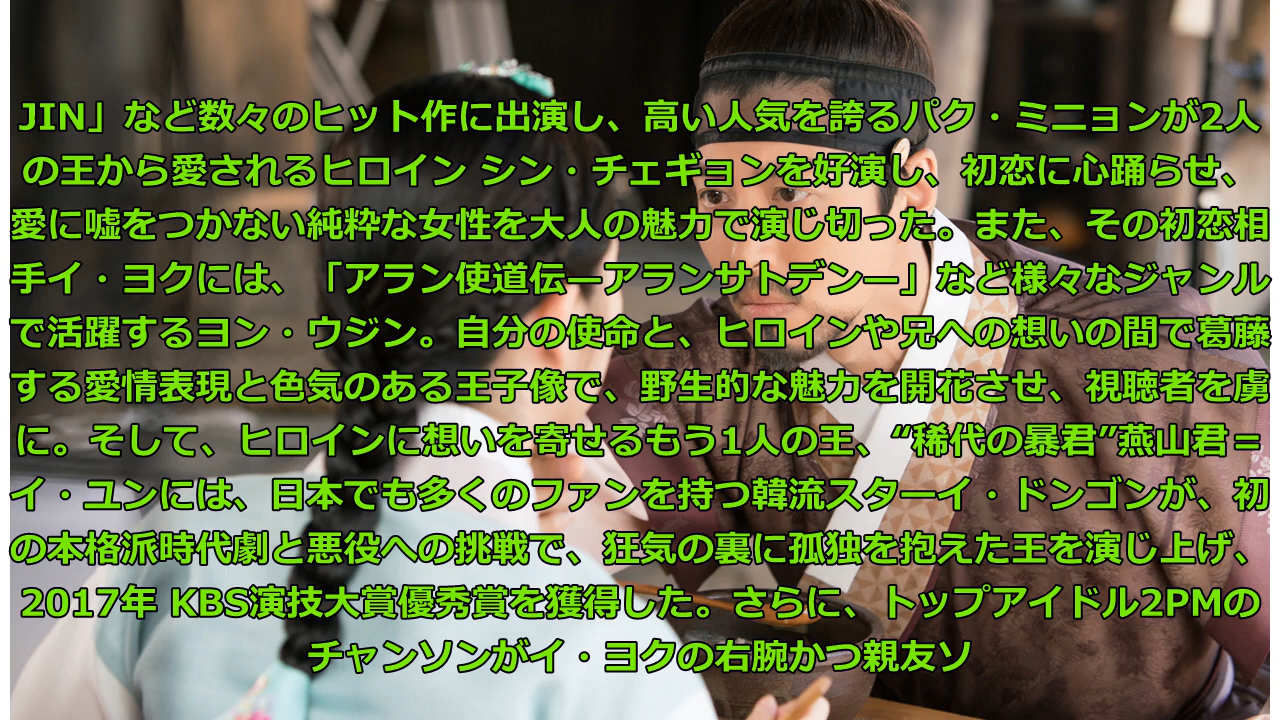 JIN」など数々のヒット作に出演し、高い人気を誇るパク・ミニョンが2人
の王から愛されるヒロイン シン・チェギョンを好演し、初恋に心踊らせ、
愛に嘘をつかない純粋な女性を大人の魅力で演じ切った。また、その初恋相
手イ・ヨクには、「アラン使道伝ーアランサトデンー」など様々なジャンル
で活躍するヨン・ウジン。自分の使命と、ヒロインや兄への想いの間で葛藤
する愛情表現と色気のある王子像で、野生的な魅力を開花させ、視聴者を虜
に。そして、ヒロインに想いを寄せるもう1人の王、“稀代の暴君”燕山君＝
イ・ユンには、日本でも多くのファンを持つ韓流スターイ・ドンゴンが、初
の本格派時代劇と悪役への挑戦で、狂気の裏に孤独を抱えた王を演じ上げ、
2017年 KBS演技大賞優秀賞を獲得した。さらに、トップアイドル2PMの
チャンソンがイ・ヨクの右腕かつ親友ソ